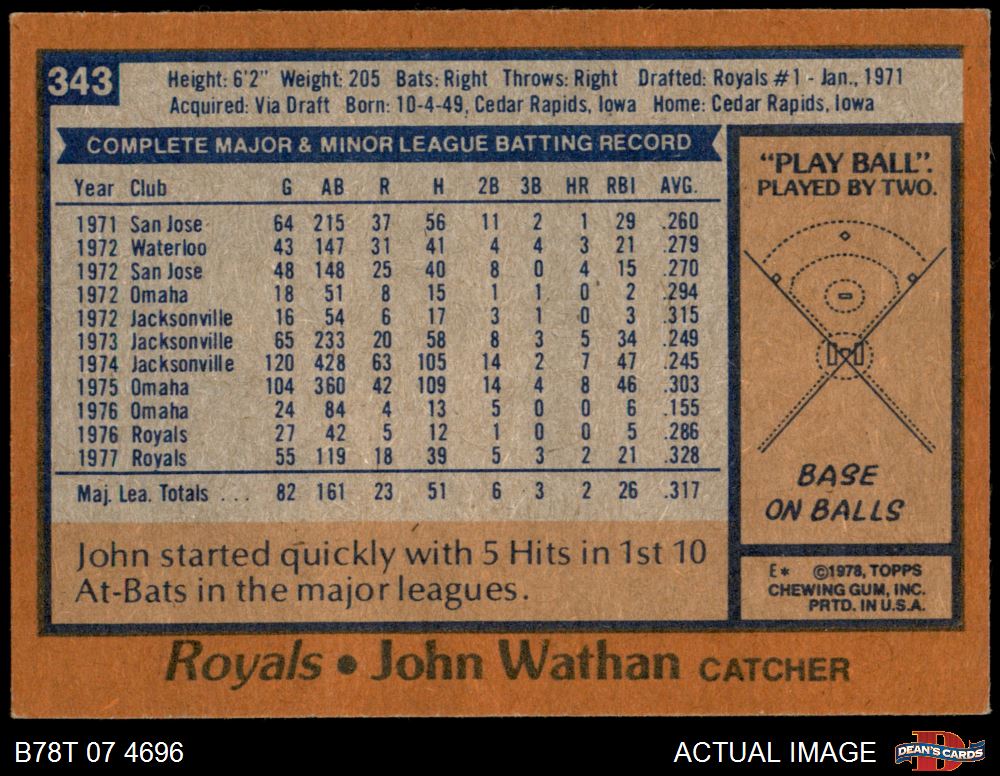 343
Height: 6'2" Weight: 205 Bats: Right Throws: Right Drafted: Royals #1 - Jan., 1971
Acquired: Via Draft Born: 10-4-49, Cedar Rapids, Iowa Home: Cedar Rapids, Iowa
COMPLETE MAJOR & MINOR LEAGUE BATTING RECORD
Year Club G AB R H 2B 3B HR RBI AVG.
1971 San Jose 64 215 37 56 11 2 1 29 .260
1972 Waterloo 43 147 31 41 4 4 3 21 .279
1972 San Jose 48 148 25 40 8 0 4 15 .270
1972 Omaha 18 51 8 15 1 1 0 2 .294
1972 Jacksonville 16 54 6 17 3 1 0 3 .315
1973 Jacksonville 65 233 20 58 8 3 5 34 .249
1974 Jacksonville 120 428 63 105 14 2 7 47 .245
1975 Omaha 104 360 42 109 14 4 8 46 .303
1976 Omaha 24 84 4 13 5 0 0 6 .155
1976 Royals 27 42 5 12 1 0 0 5 .286
1977 Royals 55 119 18 39 5 3 2 21 .328
Maj. Lea. Totals ... 82 161 23 51 6 3 2 26 .317
John started quickly with 5 Hits in 1st 10
At-Bats in the major leagues.
"PLAY BALL".
PLAYED BY TWO.
BASE
ON BALLS
E* ©1978, TOPPS
CHEWING GUM, INC.
PRTD. IN U.S.A.
Royals • John Wathan CATCHER
B78T 07 4696
ACTUAL IMAGE
DEAN'S CARDS